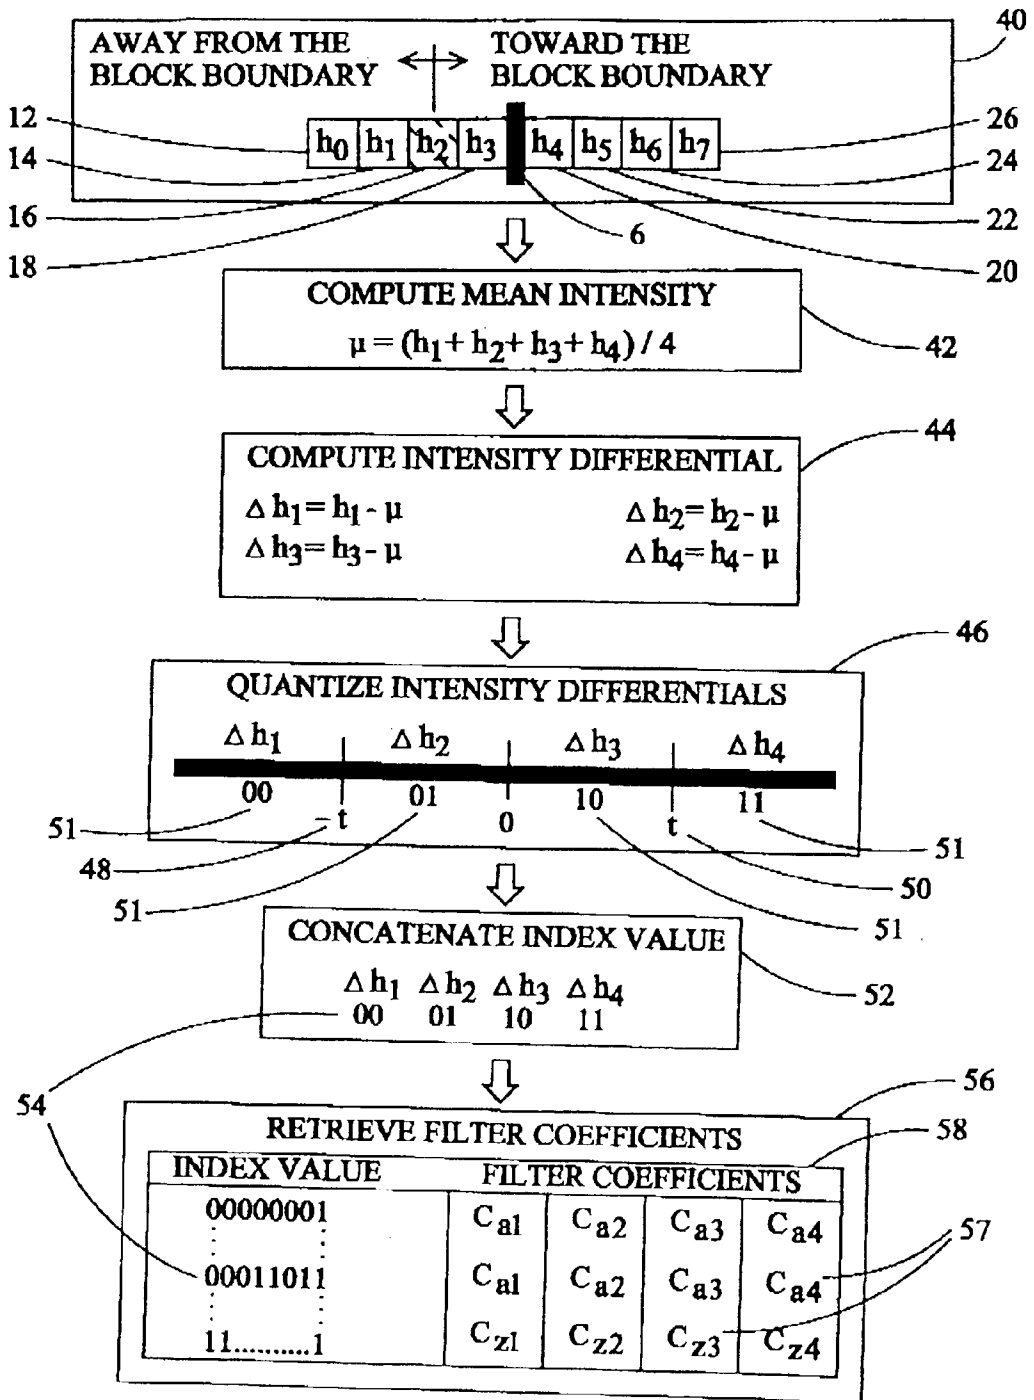 40
AWAY FROM THE BLOCK BOUNDARY
TOWARD THE BLOCK BOUNDARY
12 h0 h1 h2 h3 h4 h5 h6 h7 26
14 24
16 6 22
18 20
COMPUTE MEAN INTENSITY
μ = (h1 + h2 + h3 + h4) / 4
42
44
COMPUTE INTENSITY DIFFERENTIAL
Δ h1 = h1 - μ Δ h2 = h2 - μ
Δ h3 = h3 - μ Δ h4 = h4 - μ
46
QUANTIZE INTENSITY DIFFERENTIALS
Δ h1 Δ h2 Δ h3 Δ h4
00 01 10 11
51 – t 0 t 51
48 50
51 51
CONCATENATE INDEX VALUE
Δ h1 Δ h2 Δ h3 Δ h4
00 01 10 11
52
54
56
RETRIEVE FILTER COEFFICIENTS
58
INDEX VALUE FILTER COEFFICIENTS
00000001 Ca1 Ca2 Ca3 Ca4
57
00011011 Ca1 Ca2 Ca3 Ca4
11..........1 Cz1 Cz2 Cz3 Cz4